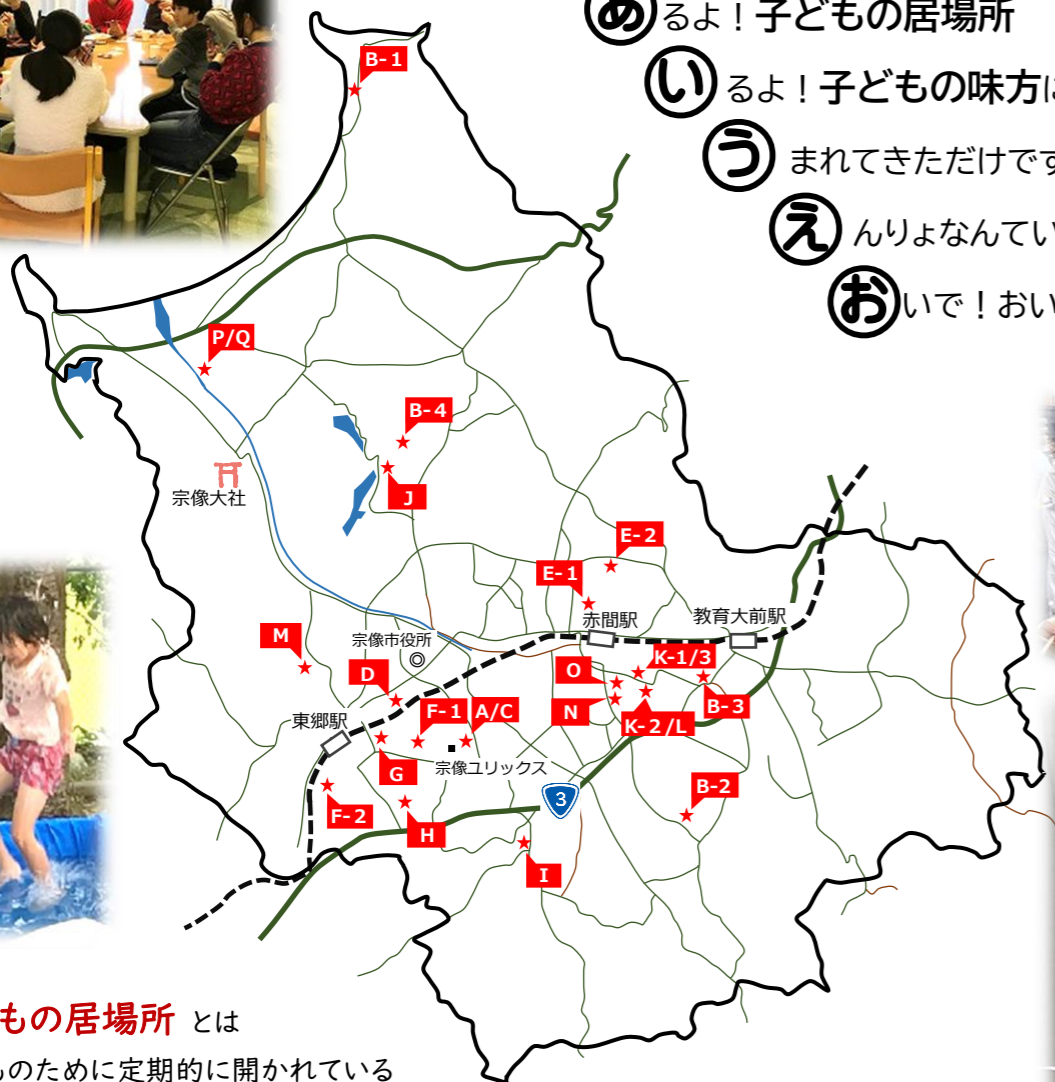 あるよ!子どもの居場所
いるよ!子どもの味方
うまれてきただけで
えんりょなんてい
おいで!おい
B-1
P/Q
B-4
J
宗像大社
E-2
E-1
赤間駅
教育大前駅
M
宗像市役所
D
O
K-1/3
N
K-2/L
B-3
東郷駅
F-1
A/C
G
宗像ユリックス
F-2
H
3
B-2
I
もの居場所 とは
ものために定期的に開かれている